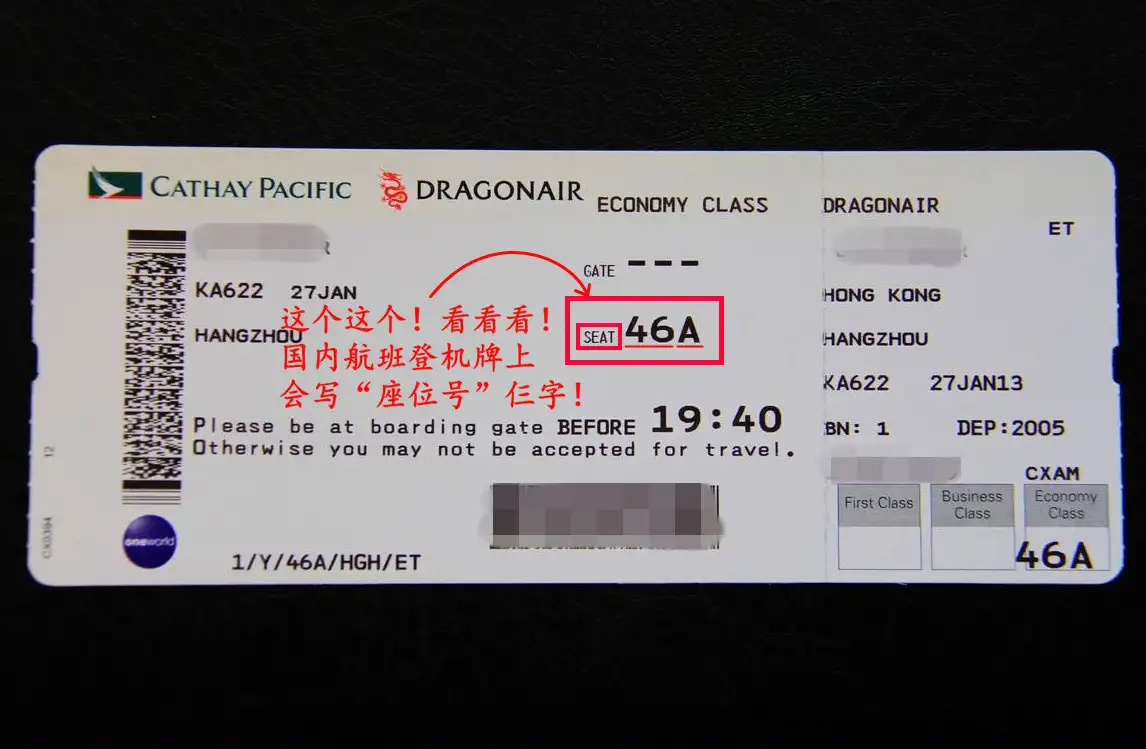 CATHAY PACIFIC
DRAGONAIR
ECONOMY CLASS
KA622 27JAN
HANGZHOU
GATE ---
SEAT 46A
这个这个！看看看！
国内航班登机牌上
会写“座位号”仨字！
Please be at boarding gate BEFORE 19:40
Otherwise you may not be accepted for travel.
oneworld
1/Y/46A/HGH/ET
12
CX0304
DRAGONAIR
ET
HONG KONG
HANGZHOU
KA622 27JAN13
BN: 1 DEP:2005
CXAM
First Class
Business Class
Economy Class
46A